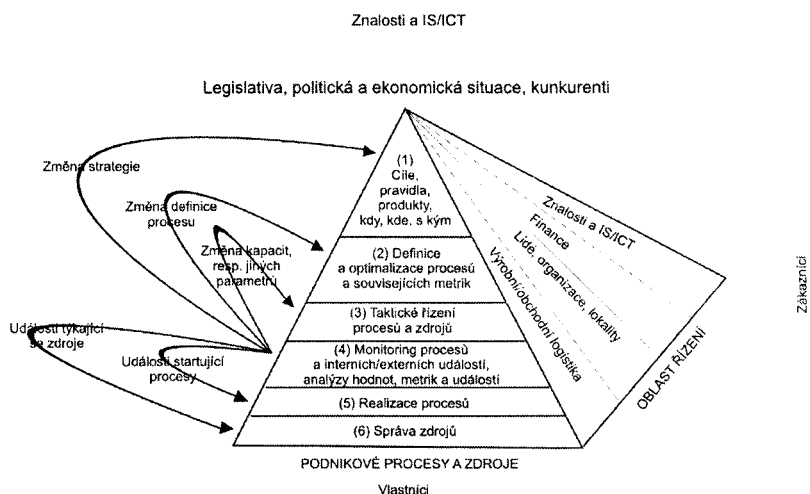 Znalosti a IS/ICT
Legislativa, politická a ekonomická situace, kunkurenti
Změna strategie
Změna definice
procesu
Změna kapacit,
resp. jiných
parametrů
Události týkající
se zdroje
Události startující
procesy
(1)
Cíle,
pravidla,
produkty,
kdy, kde, s kým
(2) Definice
a optimalizace procesů
a souvisejících metrik
(3) Taktické řízení
procesů a zdrojů
(4) Monitoring procesů
a interních/externích událostí,
analýzy hodnot, metrik a událostí
(5) Realizace procesů
(6) Správa zdrojů
Znalosti a IS/ICT
Finance
Lidé, organizace, lokality
Výrobní/obchodní logistika
OBLAST ŘÍZENÍ
Zákazníci
PODNIKOVÉ PROCESY A ZDROJE
Vlastníci